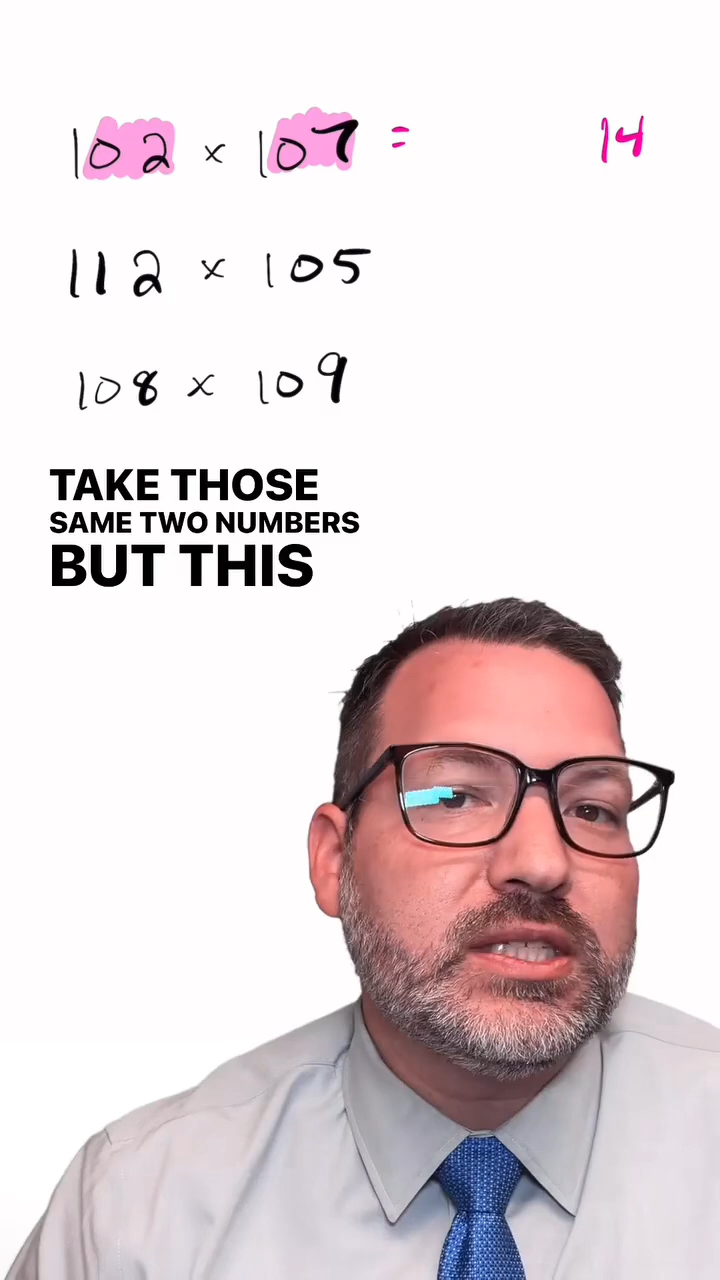 102 x 107 = 14
112 x 105
108 x 109
TAKE THOSE
SAME TWO NUMBERS
BUT THIS